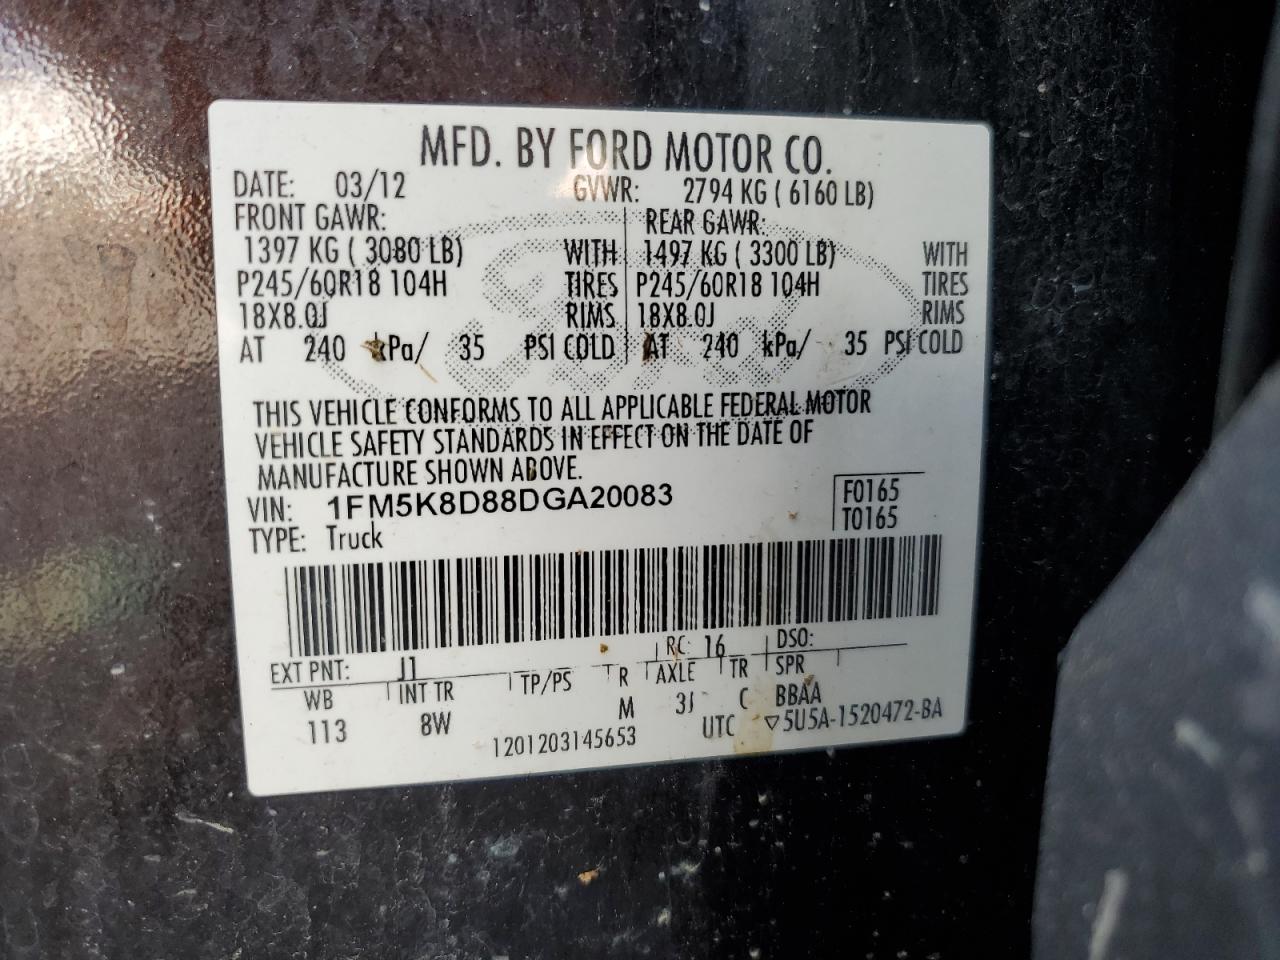 MFD. BY FORD MOTOR CO.
DATE: 03/12 GVWR: 2794 KG ( 6160 LB)
FRONT GAWR: REAR GAWR:
1397 KG ( 3080 LB) WITH 1497 KG ( 3300 LB) WITH
P245/60R18 104H TIRES P245/60R18 104H TIRES
18X8.0J RIMS 18X8.0J RIMS
AT 240 kPa/ 35 PSI COLD AT 240 kPa/ 35 PSI COLD
THIS VEHICLE CONFORMS TO ALL APPLICABLE FEDERAL MOTOR
VEHICLE SAFETY STANDARDS IN EFFECT ON THE DATE OF
MANUFACTURE SHOWN ABOVE.
VIN: 1FM5K8D88DGA20083 F0165
TYPE: Truck T0165
EXT PNT: J1 RC: 16 DSO:
WB INT TR TP/PS R AXLE TR SPR
113 8W M 3J C BBAA
1201203145653 UTC ▽5U5A-1520472-BA